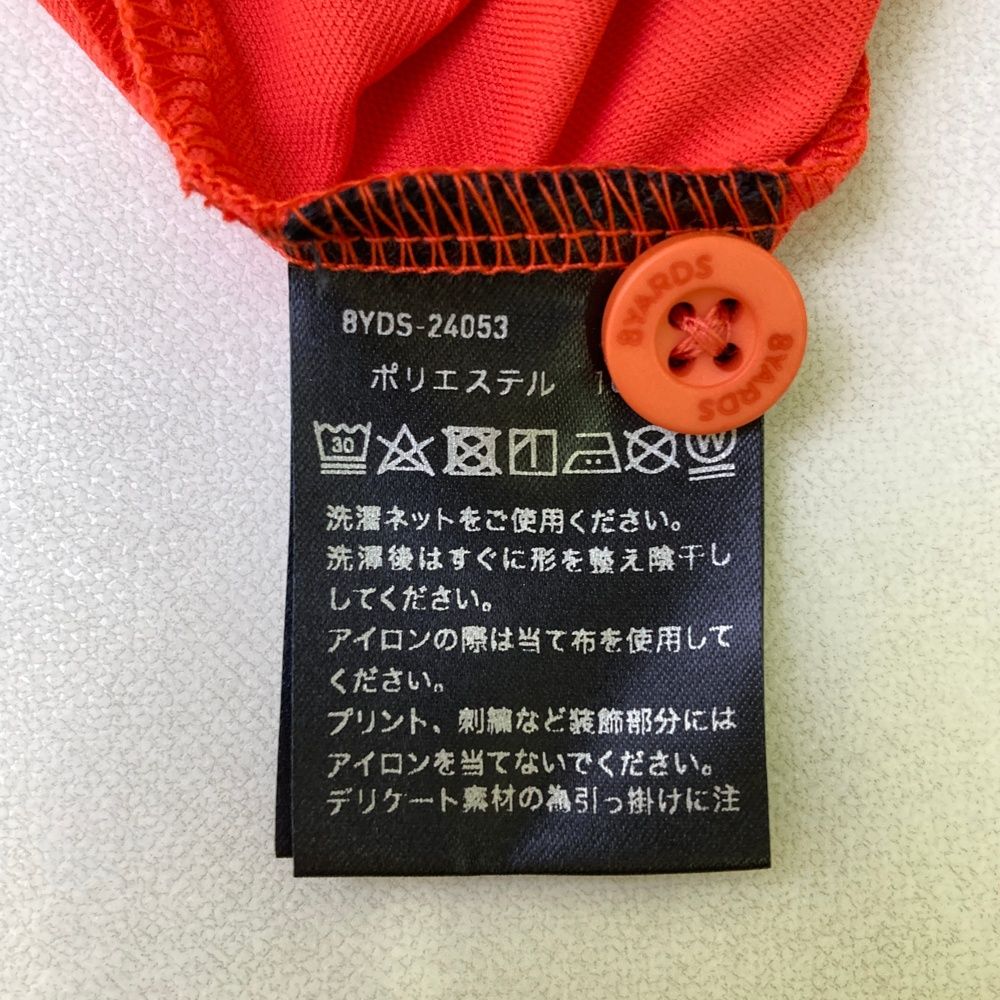 8YARDS
8YARDS
8YARDS
8YDS-24053
ポリエステル
30
W
洗濯ネットをご使用ください。
洗濯後はすぐに形を整え陰干し
してください。
アイロンの際は当て布を使用して
ください。
プリント、刺繍など装飾部分には
アイロンを当てないでください。
デリケート素材の為引っ掛けに注